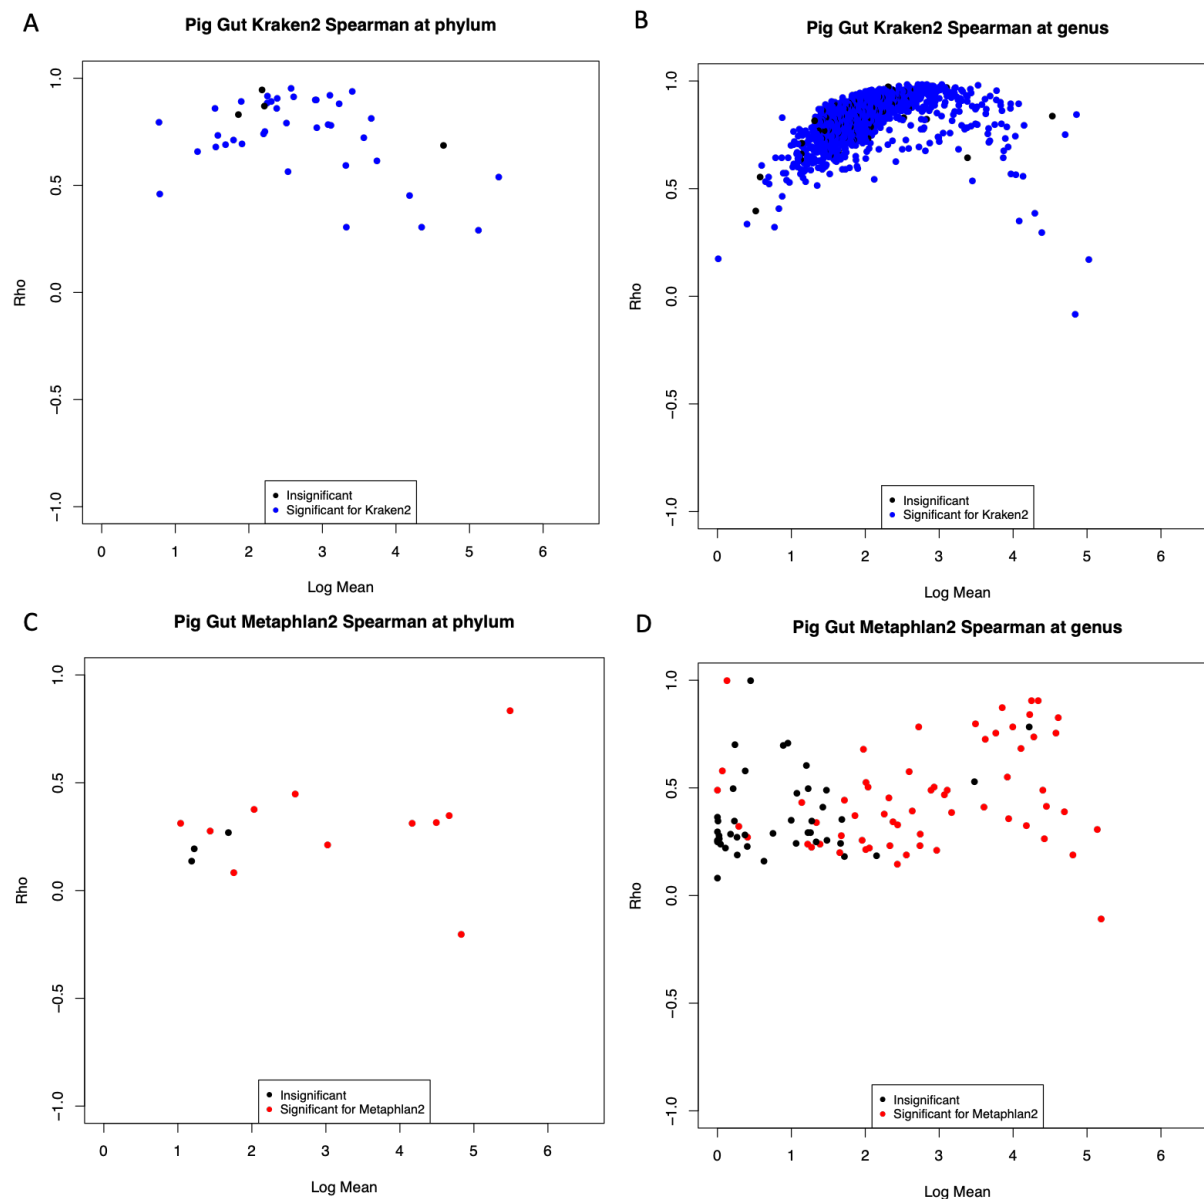 A
Pig Gut Kraken2 Spearman at phylum
Rho
1.0
0.5
0.0
−0.5
−1.0
Insignificant
Significant for Kraken2
0 1 2 3 4 5 6
Log Mean
B
Pig Gut Kraken2 Spearman at genus
Rho
1.0
0.5
0.0
−0.5
−1.0
Insignificant
Significant for Kraken2
0 1 2 3 4 5 6
Log Mean
C
Pig Gut Metaphlan2 Spearman at phylum
Rho
1.0
0.5
0.0
−0.5
−1.0
Insignificant
Significant for Metaphlan2
0 1 2 3 4 5 6
Log Mean
D
Pig Gut Metaphlan2 Spearman at genus
Rho
1.0
0.5
0.0
−0.5
−1.0
Insignificant
Significant for Metaphlan2
0 1 2 3 4 5 6
Log Mean